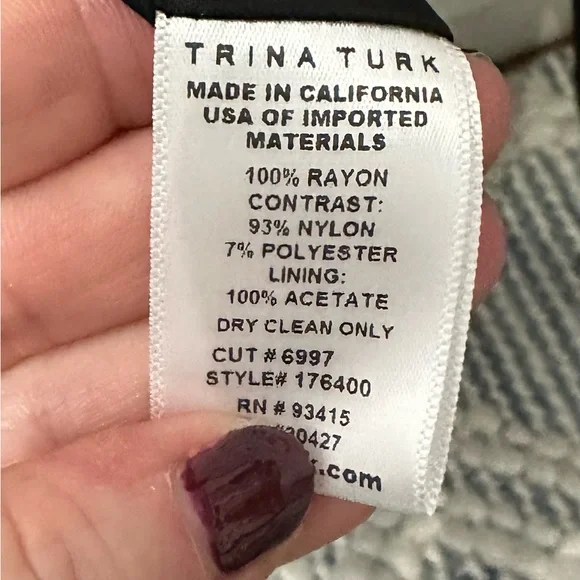 TRINA TURK
MADE IN CALIFORNIA
USA OF IMPORTED
MATERIALS
100% RAYON
CONTRAST:
93% NYLON
7% POLYESTER
LINING:
100% ACETATE
DRY CLEAN ONLY
CUT # 6997
STYLE# 176400
RN # 93415